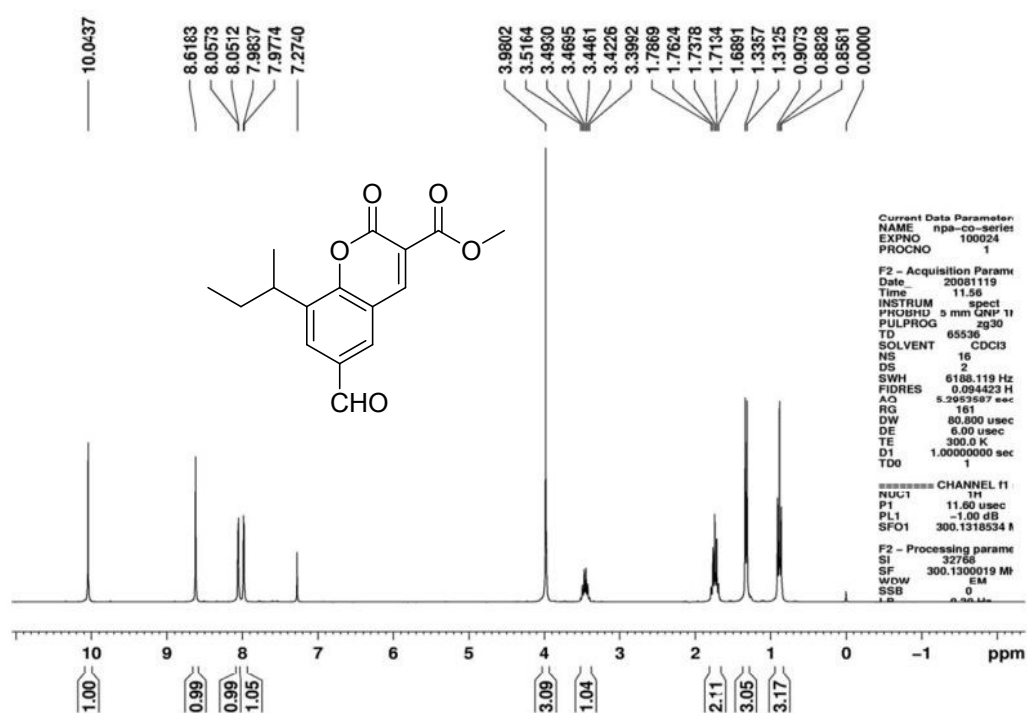 10.0437
8.6183
8.0573
8.0512
7.9837
7.9774
7.2740
3.9802
3.5164
3.4930
3.4695
3.4461
3.4226
3.3992
1.7869
1.7624
1.7378
1.7134
1.6891
1.3357
1.3125
0.9073
0.8828
0.8581
0.0000
O O
O
O
CHO
Current Data Parameter
NAME npa-co-series
EXPNO 100024
PROCNO 1
F2 - Acquisition Parame
Date_ 20081119
Time 11.56
INSTRUM spect
PROBHD 5 mm QNP 1H
PULPROG zg30
TD 65536
SOLVENT CDCl3
NS 16
DS 2
SWH 6188.119 Hz
FIDRES 0.094423 H
AQ 5.2953587 sec
RG 161
DW 80.800 usec
DE 6.00 usec
TE 300.0 K
D1 1.00000000 sec
TD0 1
======== CHANNEL f1
NUC1 1H
P1 11.60 usec
PL1 -1.00 dB
SFO1 300.1318534 M
F2 - Processing parame
SI 32768
SF 300.1300019 MH
WDW EM
SSB 0
LB 0.30 Hz
10 9 8 7 6 5 4 3 2 1 0 -1 ppm
1.00
0.99
0.99
1.05
3.09
1.04
2.11
3.05
3.17